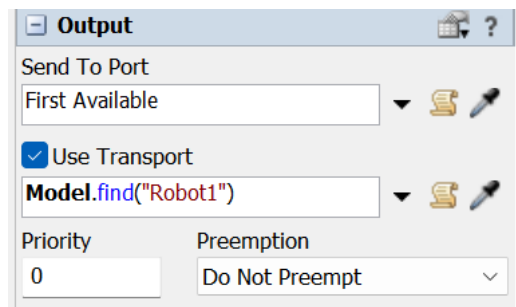 Output ?
Send To Port
First Available
Use Transport
Model.find("Robot1")
Priority Preemption
0 Do Not Preempt